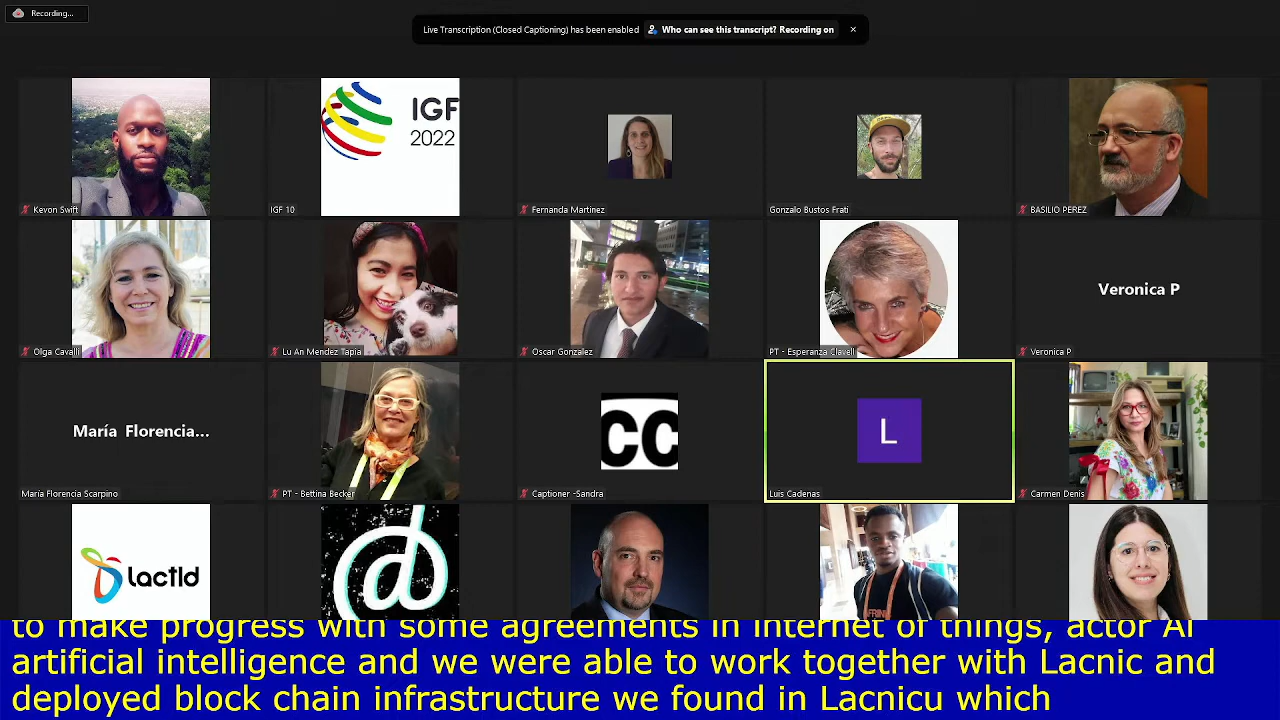 Recording...
Live Transcription (Closed Captioning) has been enabled Who can see this transcript? Recording on
IGF
2022
Kevon Swift
IGF 10
Fernanda Martinez
Gonzalo Bustos Frati
BASILIO PEREZ
Veronica P
Olga Cavalli
Lu An Mendez Tapia
Oscar Gonzalez
PT - Esperanza Clavell
Veronica P
María Florencia...
CC
L
Maria Florencia Scarpino
PT - Bettina Becker
Captioner -Sandra
Luis Cadenas
Carmen Denis
lactld
to make progress with some agreements in Internet of things, actor AI
artificial intelligence and we were able to work together with Lacnic and
deployed block chain infrastructure we found in Lacnicu which